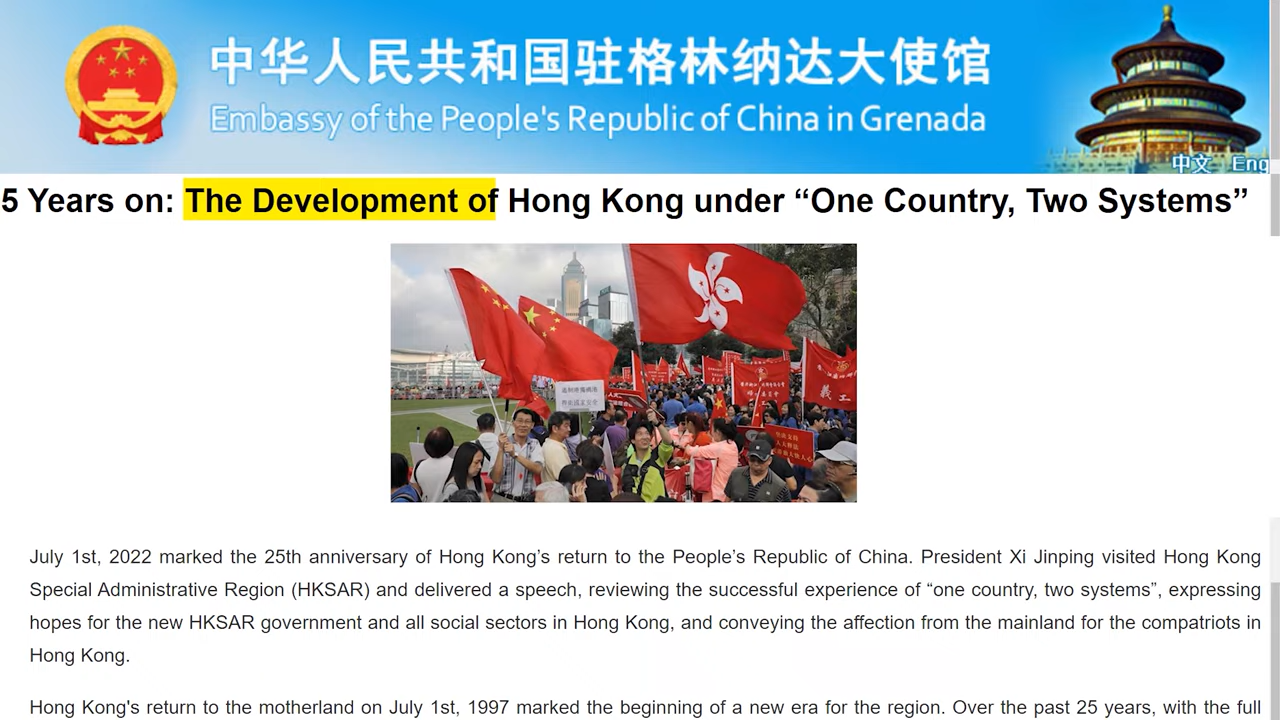 中华人民共和国驻格林纳达大使馆
Embassy of the People's Republic of China in Grenada
中文 Eng
5 Years on: The Development of Hong Kong under “One Country, Two Systems”
義工
July 1st, 2022 marked the 25th anniversary of Hong Kong’s return to the People’s Republic of China. President Xi Jinping visited Hong Kong
Special Administrative Region (HKSAR) and delivered a speech, reviewing the successful experience of “one country, two systems”, expressing
hopes for the new HKSAR government and all social sectors in Hong Kong, and conveying the affection from the mainland for the compatriots in
Hong Kong.
Hong Kong's return to the motherland on July 1st, 1997 marked the beginning of a new era for the region. Over the past 25 years, with the full